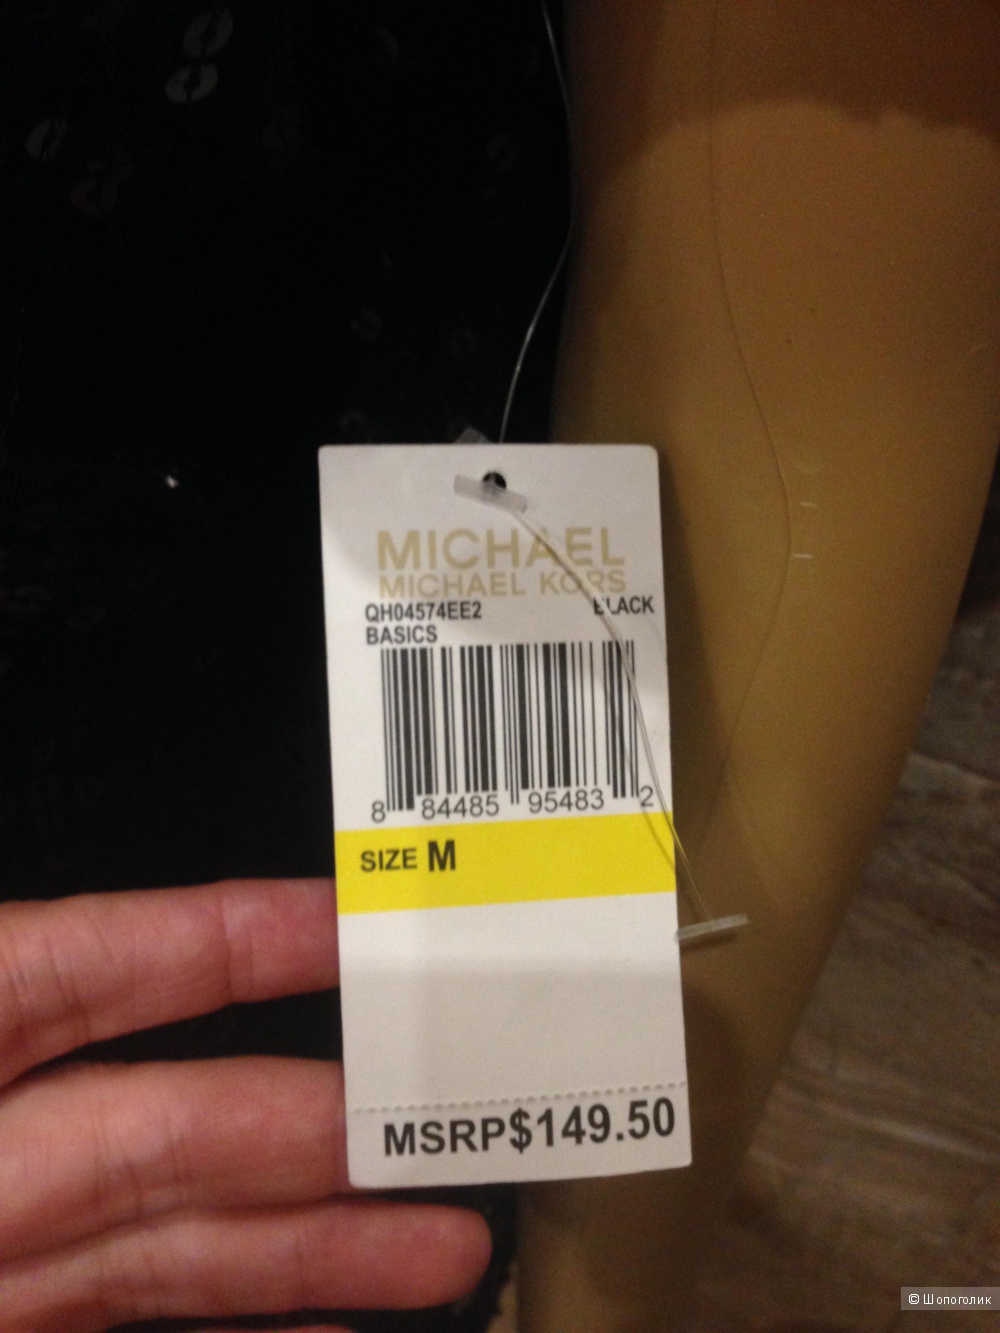 MICHAEL
MICHAEL KORS
QH04574EE2 BLACK
BASICS
8 84485 95483 2
SIZE M
MSRP$149.50
© Шопоголик